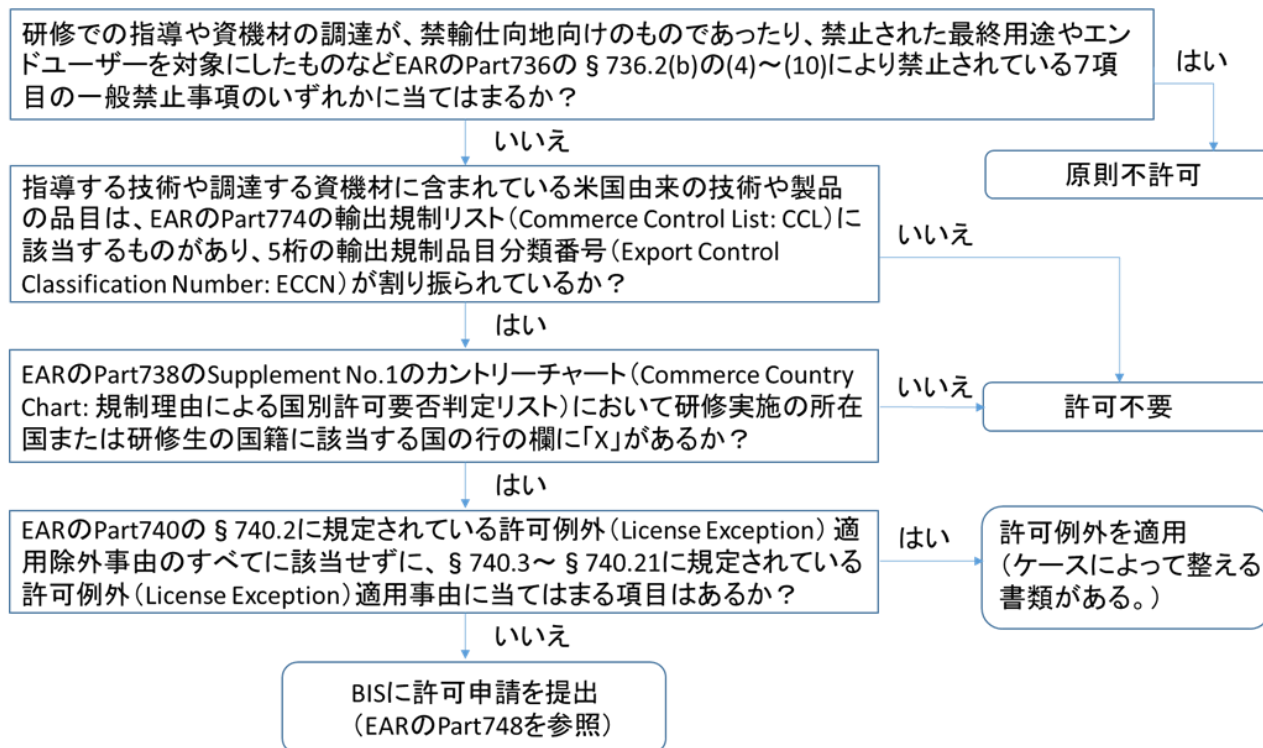 研修での指導や資機材の調達が、禁輸仕向地向けのものであったり、禁止された最終用途やエン
ドユーザーを対象にしたものなどEARのPart736の§736.2(b)の(4)～(10)により禁止されている7項
目の一般禁止事項のいずれかに当てはまるか？
はい
いいえ
原則不許可
指導する技術や調達する資機材に含まれている米国由来の技術や製品
の品目は、EARのPart774の輸出規制リスト（Commerce Control List: CCL）に
該当するものがあり、5桁の輸出規制品目分類番号（Export Control
Classification Number: ECCN）が割り振られているか？
いいえ
はい
EARのPart738のSupplement No.1のカントリーチャート（Commerce Country
Chart: 規制理由による国別許可要否判定リスト）において研修実施の所在
国または研修生の国籍に該当する国の行の欄に「X」があるか？
いいえ
許可不要
はい
EARのPart740の§740.2に規定されている許可例外（License Exception）適
用除外事由のすべてに該当せずに、§740.3～§740.21に規定されている
許可例外（License Exception）適用事由に当てはまる項目はあるか？
はい
許可例外を適用
（ケースによって整える
書類がある。）
いいえ
BISに許可申請を提出
（EARのPart748を参照）